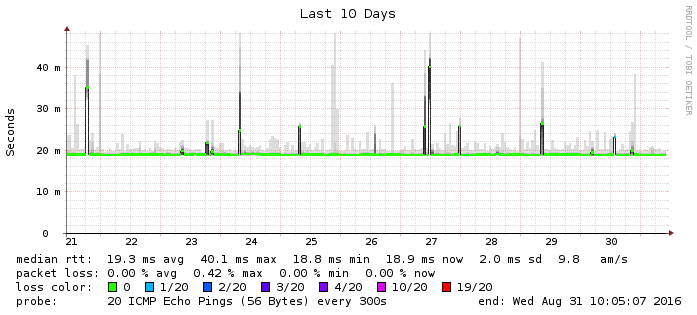 Last 10 Days
RRDTOOL / TOBI OETIKER
Seconds
40 m
30 m
20 m
10 m
0
21 22 23 24 25 26 27 28 29 30
median rtt: 19.3 ms avg 40.1 ms max 18.8 ms min 18.9 ms now 2.0 ms sd 9.8 am/s
packet loss: 0.00 % avg 0.42 % max 0.00 % min 0.00 % now
loss color: 0 1/20 2/20 3/20 4/20 10/20 19/20
probe: 20 ICMP Echo Pings (56 Bytes) every 300s end: Wed Aug 31 10:05:07 2016